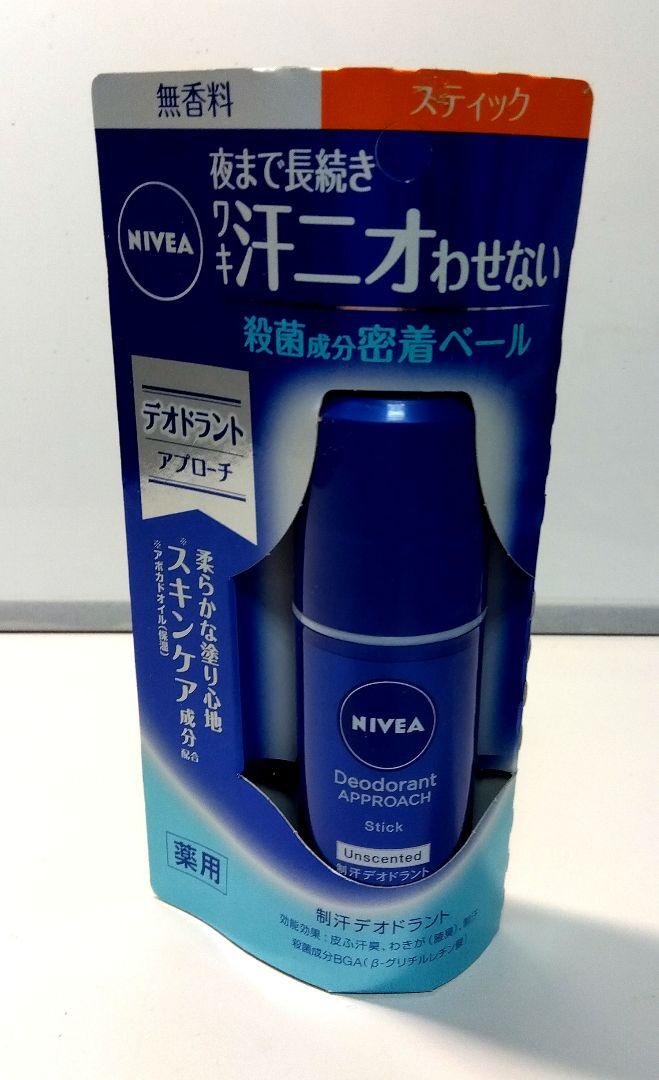 無香料
スティック
NIVEA
夜まで長続き
ワキ汗ニオわせない
殺菌成分密着ベール
デオドラント
アプローチ
柔らかな塗り心地
※スキンケア成分配合
※アボカドオイル(保湿)
NIVEA
Deodorant
APPROACH
Stick
Unscented
制汗デオドラント
薬用
制汗デオドラント
効能効果:皮ふ汗臭、わきが(腋臭)、制汗
殺菌成分BGA(β-グリチルレチン酸)